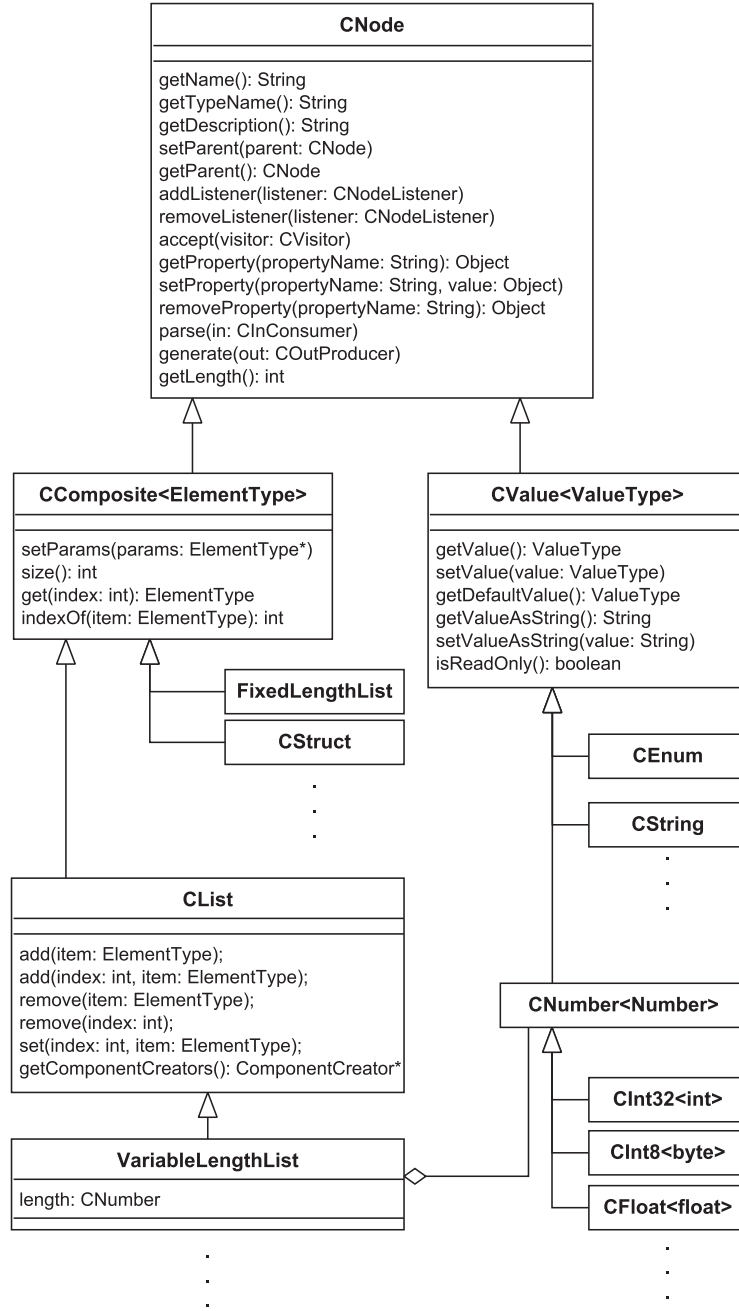 CNode
getName(): String
getTypeName(): String
getDescription(): String
setParent(parent: CNode)
getParent(): CNode
addListener(listener: CNodeListener)
removeListener(listener: CNodeListener)
accept(visitor: CVisitor)
getProperty(propertyName: String): Object
setProperty(propertyName: String, value: Object)
removeProperty(propertyName: String): Object
parse(in: CInConsumer)
generate(out: COutProducer)
getLength(): int
CComposite<ElementType>
setParams(params: ElementType*)
size(): int
get(index: int): ElementType
indexOf(item: ElementType): int
CValue<ValueType>
getValue(): ValueType
setValue(value: ValueType)
getDefaultValue(): ValueType
getValueAsString(): String
setValueAsString(value: String)
isReadOnly(): boolean
FixedLengthList
CStruct
CEnum
CString
CList
add(item: ElementType);
add(index: int, item: ElementType);
remove(item: ElementType);
remove(index: int);
set(index: int, item: ElementType);
getComponentCreators(): ComponentCreator*
CNumber<Number>
CInt32<int>
CInt8<byte>
CFloat<float>
VariableLengthList
length: CNumber